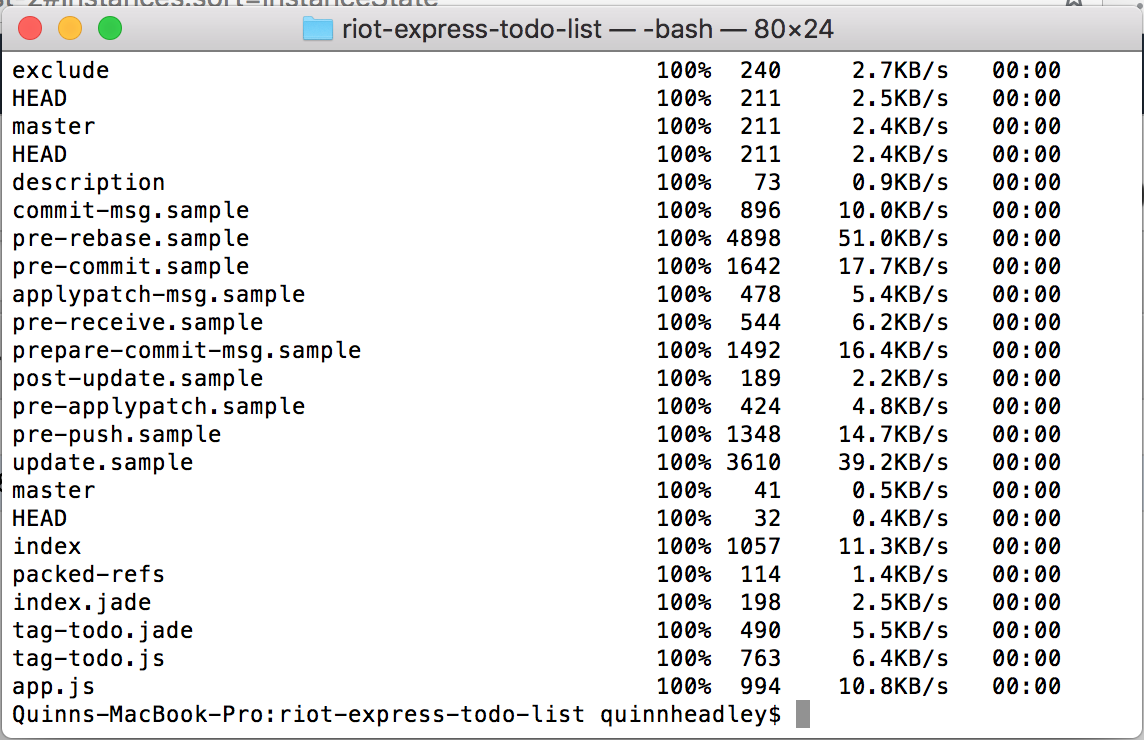 t-2#instances:sort=instanceState
riot-express-todo-list — -bash — 80×24
exclude 100% 240 2.7KB/s 00:00
HEAD 100% 211 2.5KB/s 00:00
master 100% 211 2.4KB/s 00:00
HEAD 100% 211 2.4KB/s 00:00
description 100% 73 0.9KB/s 00:00
commit-msg.sample 100% 896 10.0KB/s 00:00
pre-rebase.sample 100% 4898 51.0KB/s 00:00
pre-commit.sample 100% 1642 17.7KB/s 00:00
applypatch-msg.sample 100% 478 5.4KB/s 00:00
pre-receive.sample 100% 544 6.2KB/s 00:00
prepare-commit-msg.sample 100% 1492 16.4KB/s 00:00
post-update.sample 100% 189 2.2KB/s 00:00
pre-applypatch.sample 100% 424 4.8KB/s 00:00
pre-push.sample 100% 1348 14.7KB/s 00:00
update.sample 100% 3610 39.2KB/s 00:00
master 100% 41 0.5KB/s 00:00
HEAD 100% 32 0.4KB/s 00:00
index 100% 1057 11.3KB/s 00:00
packed-refs 100% 114 1.4KB/s 00:00
index.jade 100% 198 2.5KB/s 00:00
tag-todo.jade 100% 490 5.5KB/s 00:00
tag-todo.js 100% 763 6.4KB/s 00:00
app.js 100% 994 10.8KB/s 00:00
Quinns-MacBook-Pro:riot-express-todo-list quinnheadley$